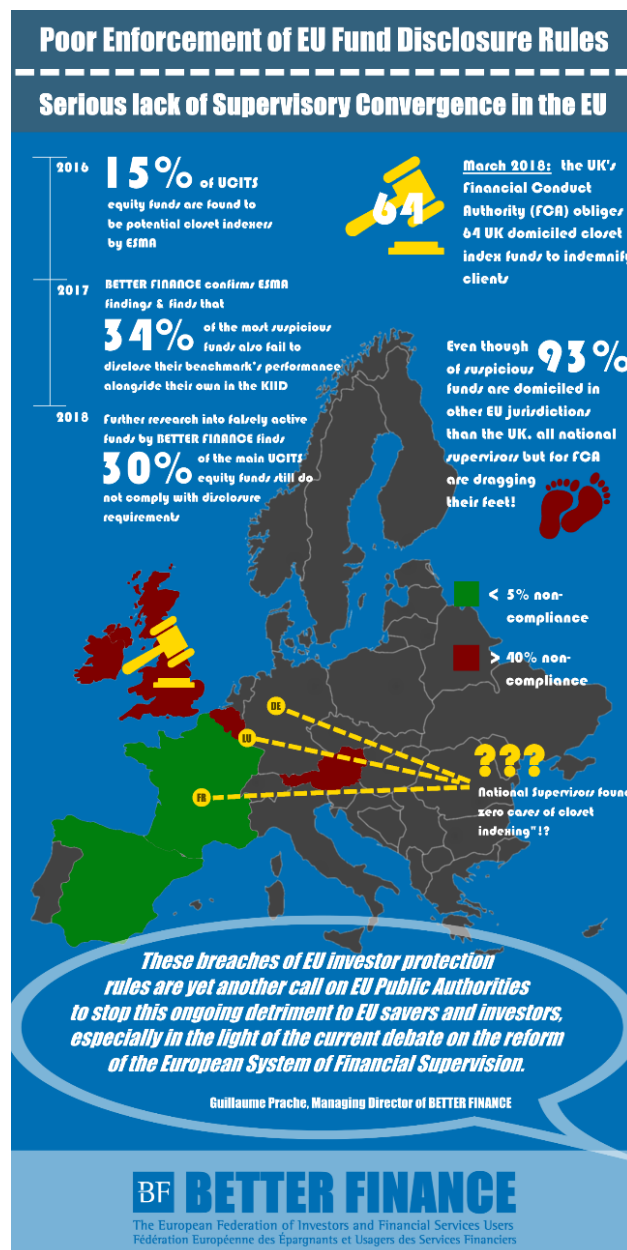 Poor Enforcement of EU Fund Disclosure Rules
Serious lack of Supervisory Convergence in the EU
2016
15% of UCITS
equity funds are found to
be potential closet indexers
by ESMA
64
March 2018: the UK's
Financial Conduct
Authority (FCA) obliges
64 UK domiciled closet
index funds to indemnify
clients
2017
BETTER FINANCE confirms ESMA
findings & finds that
34% of the most suspicious
funds also fail to
disclose their benchmark's performance
alongside their own in the KIID
Even though 93%
of suspicious
funds are domiciled in
other EU jurisdictions
than the UK, all national
supervisors but for FCA
are dragging
their feet!
2018
Further research into falsely active
funds by BETTER FINANCE finds
30% of the main UCITS
equity funds still do
not comply with disclosure
requirements
< 5% non-
compliance
> 40% non-
compliance
DE
LU
FR
???
National Supervisors found
zero cases of closet
indexing"!?
These breaches of EU investor protection
rules are yet another call on EU Public Authorities
to stop this ongoing detriment to EU savers and investors,
especially in the light of the current debate on the reform
of the European System of Financial Supervision.
Guillaume Prache, Managing Director of BETTER FINANCE
BF BETTER FINANCE
The European Federation of Investors and Financial Services Users
Fédération Européenne des Épargnants et Usagers des Services Financiers